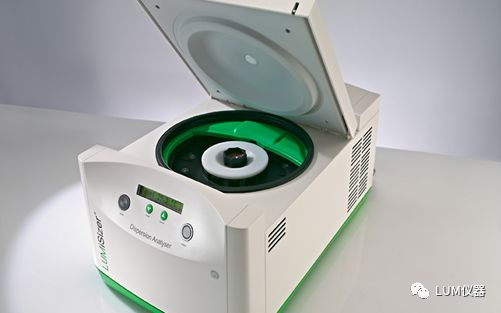 LUMiSizer
Dispersion Analyser
LUM仪器